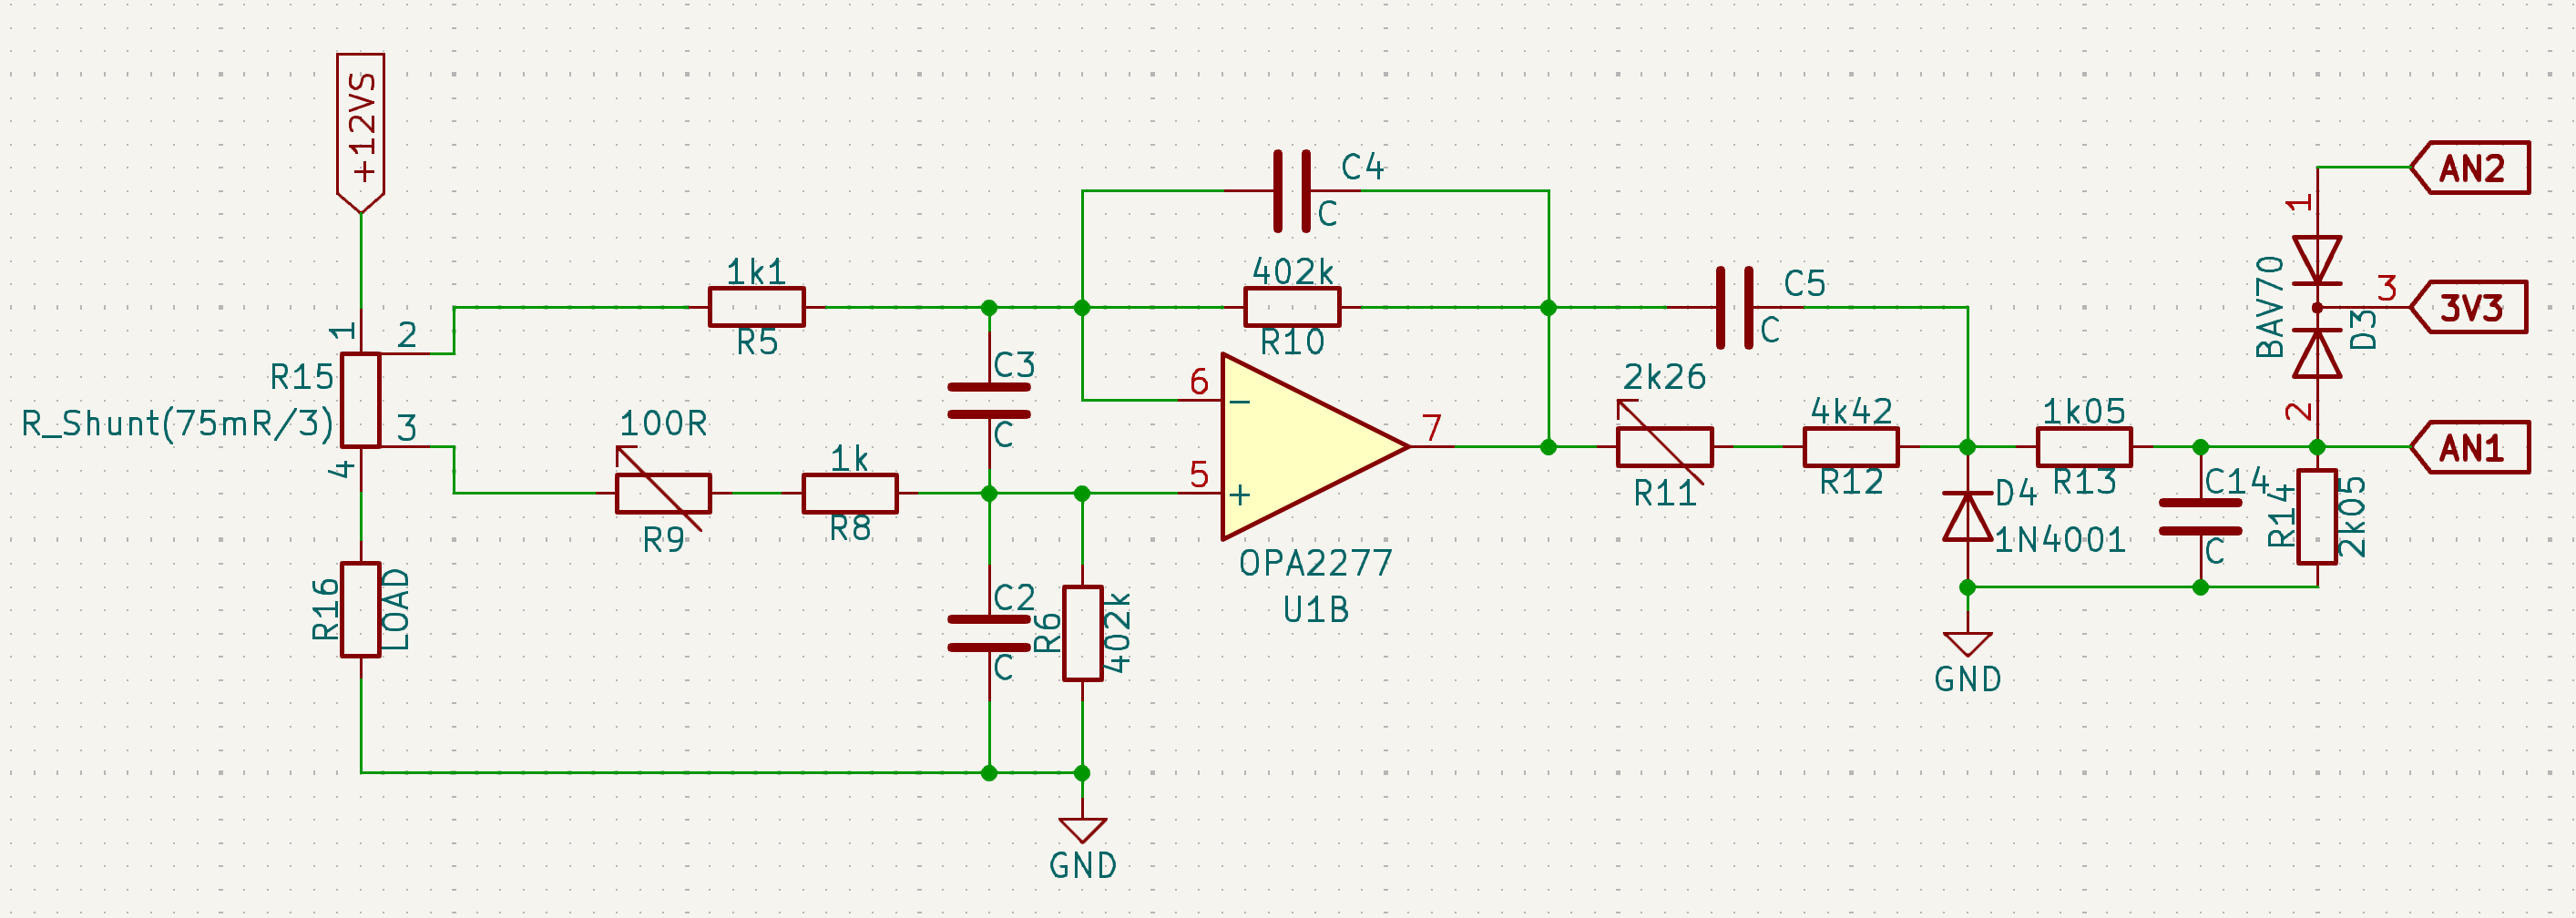 +12VS
1
2
R15
R_Shunt(75mR/3)
3
4
R16
LOAD
1k1
R5
100R
R9
1k
R8
C3
C
C2
C
R6
402k
GND
C4
C
402k
R10
6
-
5
+
7
OPA2277
U1B
C5
C
2k26
R11
4k42
R12
D4
1N4001
GND
1k05
R13
C14
C
R14
2k05
BAV70
D3
1
3
2
AN2
3V3
AN1